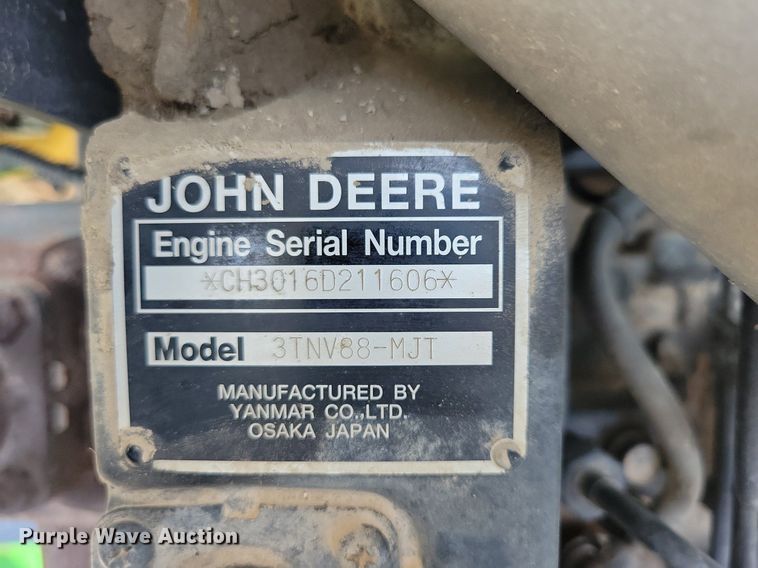 JOHN DEERE
Engine Serial Number
*CH3016D211606*
Model 3TNV88-MJT
MANUFACTURED BY
YANMAR CO.,LTD.
OSAKA JAPAN
Purple Wave Auction